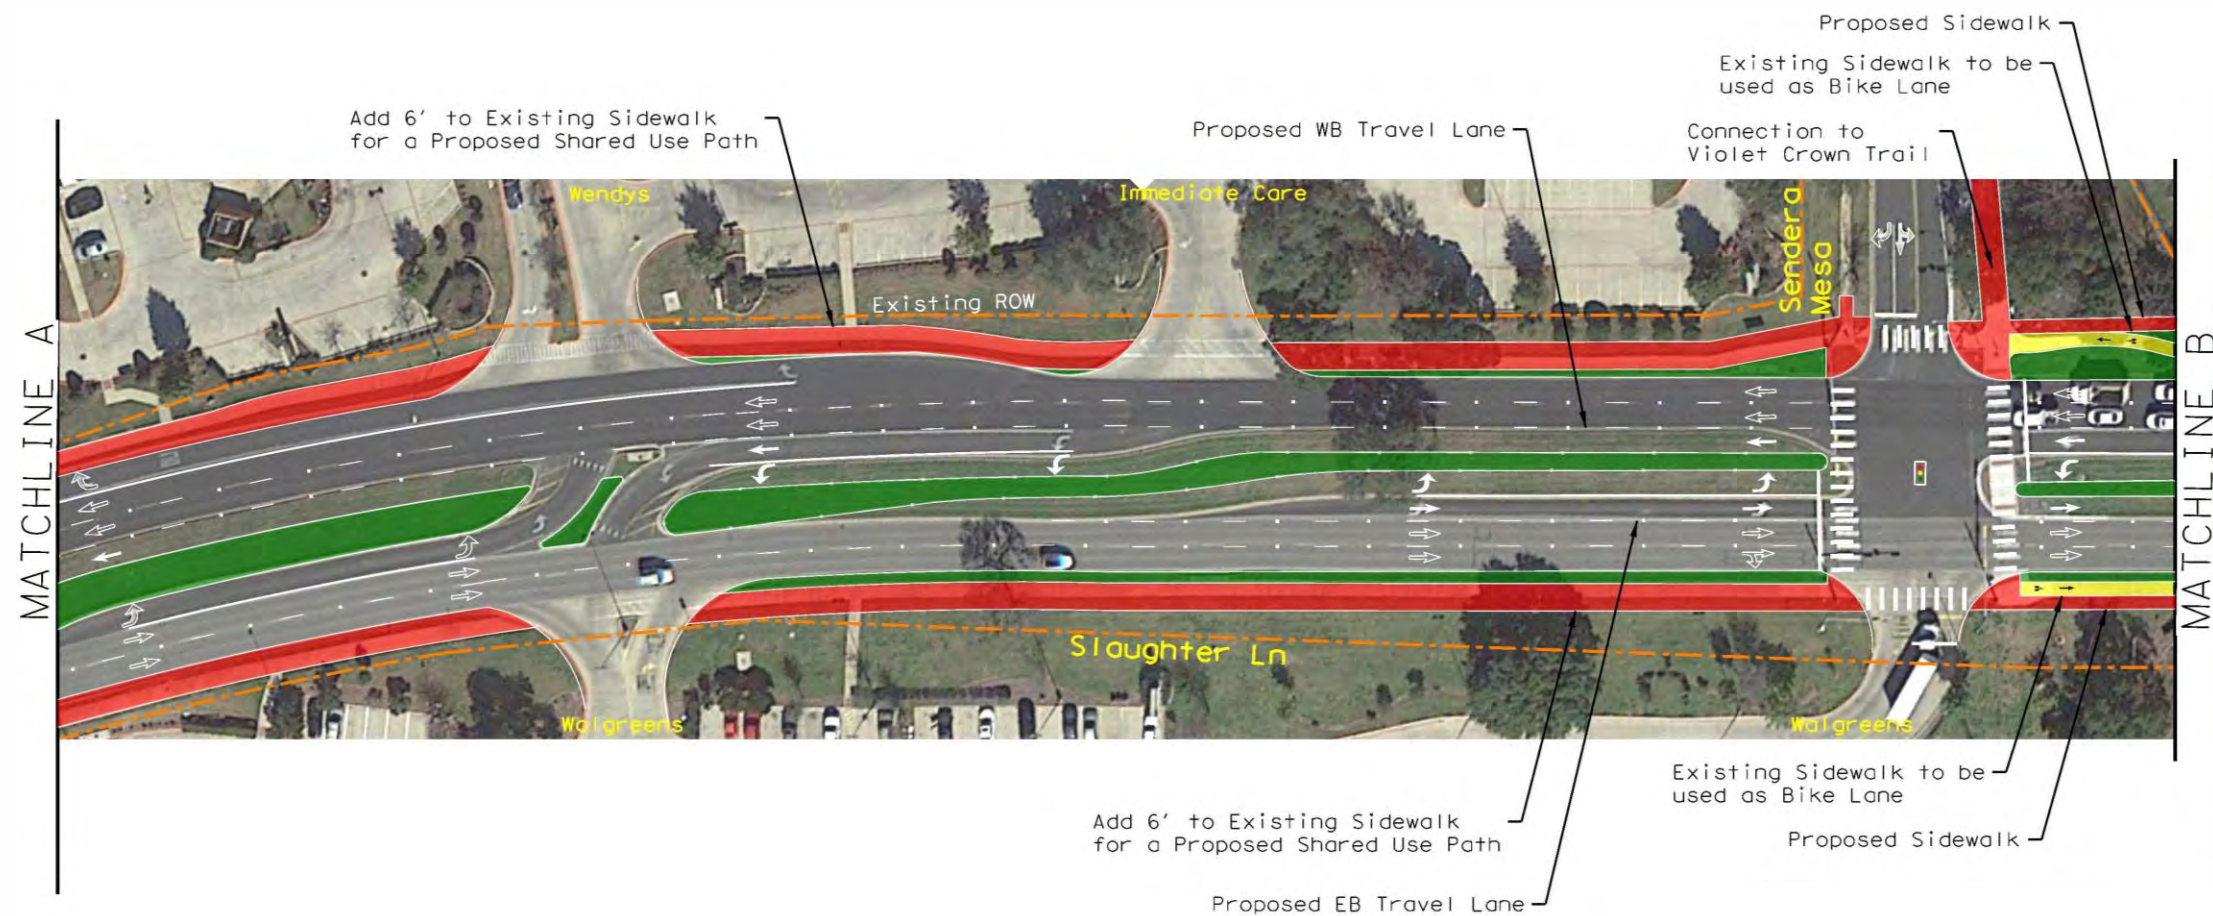 Proposed Sidewalk
Existing Sidewalk to be
used as Bike Lane
Add 6' to Existing Sidewalk
for a Proposed Shared Use Path
Proposed WB Travel Lane
Connection to
Violet Crown Trail
Wendys
Immediate Care
Sendera
Mesa
Existing ROW
MATCHLINE A
MATCHLINE B
Slaughter Ln
Walgreens
Walgreens
Existing Sidewalk to be
used as Bike Lane
Add 6' to Existing Sidewalk
for a Proposed Shared Use Path
Proposed Sidewalk
Proposed EB Travel Lane